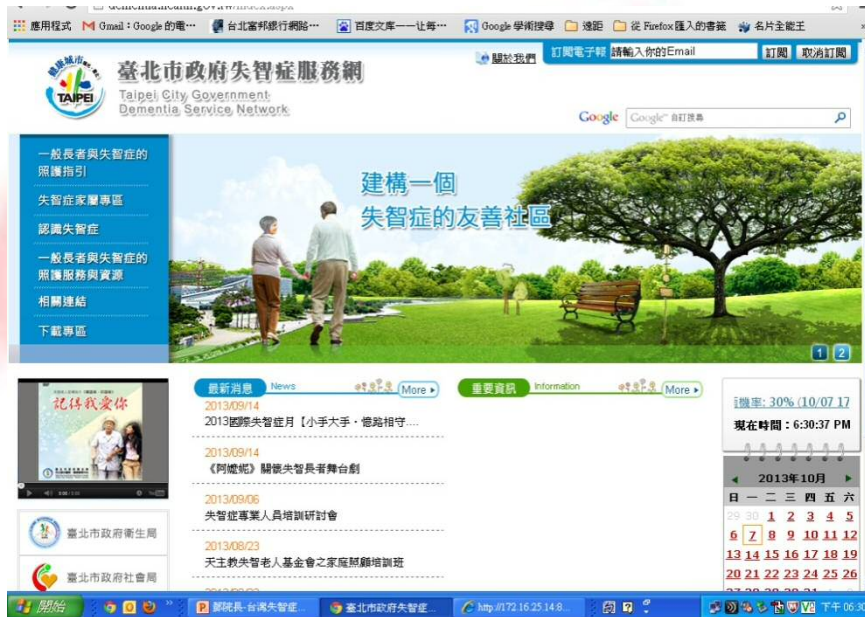 應用程式 Gmail：Google 的電… 台北富邦銀行網路… 百度文库——让每… Google 學術搜尋 遠距 從 Firefox 匯入的書籤 名片全能王
關於我們 訂閱電子報 請輸入你的Email 訂閱 取消訂閱
健康城市
TAIPEI
臺北市政府失智症服務網
Taipei City Government
Dementia Service Network
Google Google™ 自訂搜尋
一般長者與失智症的
照護指引
失智症家屬專區
認識失智症
一般長者與失智症的
照護服務與資源
相關連結
下載專區
建構一個
失智症的友善社區
1 2
記得我愛你
臺北市政府衛生局
臺北市政府社會局
最新消息 News More
2013/09/14
2013國際失智症月【小手大手．憶路相守....
2013/09/14
《阿嬤妮》關懷失智長者舞台劇
2013/09/06
失智症專業人員培訓研討會
2013/08/23
天主教失智老人基金會之家庭照顧培訓班
重要資訊 Information More
機率: 30% (10/07 17
現在時間：6:30:37 PM
2013年10月
日 一 二 三 四 五 六
29 30 1 2 3 4 5
6 7 8 9 10 11 12
13 14 15 16 17 18 19
20 21 22 23 24 25 26
開始 鄭院長-台灣失智症... 臺北市政府失智症... http://172.16.25.14:8... 下午 06:30